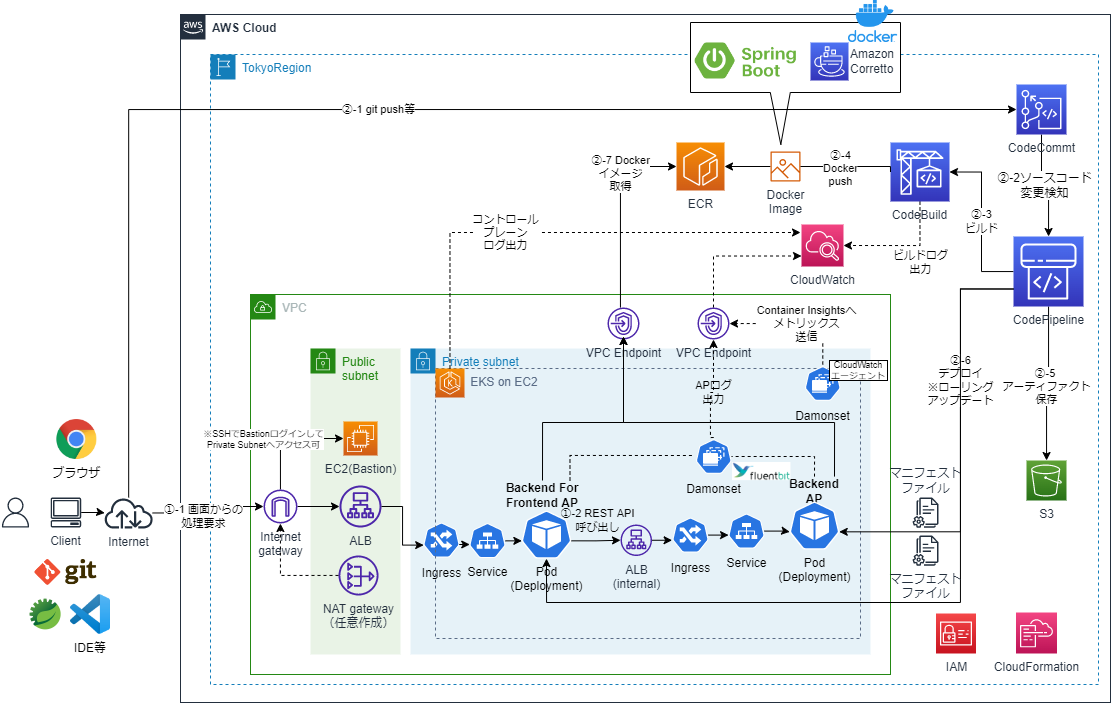 aws
AWS Cloud
TokyoRegion
Spring
Boot
docker
Amazon
Corretto
②-1 git push等
CodeCommt
②-7 Docker
イメージ
取得
ECR
Docker
Image
②-4
Docker
push
CodeBuild
②-2ソースコード
変更検知
②-3
ビルド
コントロール
プレーン
ログ出力
CloudWatch
ビルドログ
出力
CodePipeline
VPC
VPC Endpoint
VPC Endpoint
Container Insightsへ
メトリックス
送信
Public
subnet
Private subnet
EKS on EC2
CloudWatch
エージェント
Damonset
APログ
出力
②-6
デプロイ
※ローリング
アップデート
②-5
アーティファクト
保存
※SSHでBastionログインして
Private Subnetへアクセス可
EC2(Bastion)
ブラウザ
Client
Internet
①-1 画面からの
処理要求
Internet
gateway
ALB
NAT gateway
（任意作成）
Damonset
fluentbit
Backend For
Frontend AP
Backend
AP
①-2 REST API
呼び出し
Ingress
Service
Pod
(Deployment)
ALB
(internal)
Ingress
Service
Pod
(Deployment)
マニフェスト
ファイル
マニフェスト
ファイル
S3
git
IDE等
IAM
CloudFormation